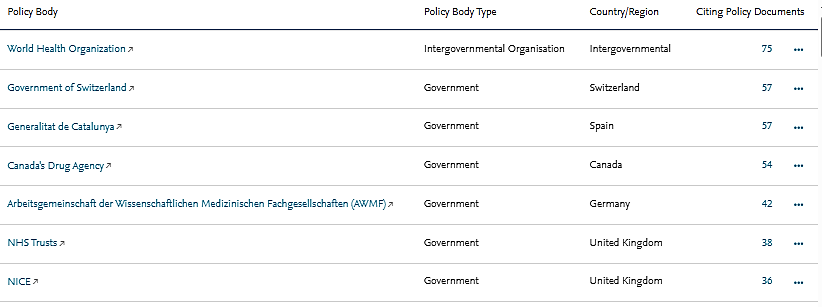 Policy Body Policy Body Type Country/Region Citing Policy Documents
World Health Organization ↗ Intergovernmental Organisation Intergovernmental 75 •••
Government of Switzerland ↗ Government Switzerland 57 •••
Generalitat de Catalunya ↗ Government Spain 57 •••
Canada's Drug Agency ↗ Government Canada 54 •••
Arbeitsgemeinschaft der Wissenschaftlichen Medizinischen Fachgesellschaften (AWMF) ↗ Government Germany 42 •••
NHS Trusts ↗ Government United Kingdom 38 •••
NICE ↗ Government United Kingdom 36 •••